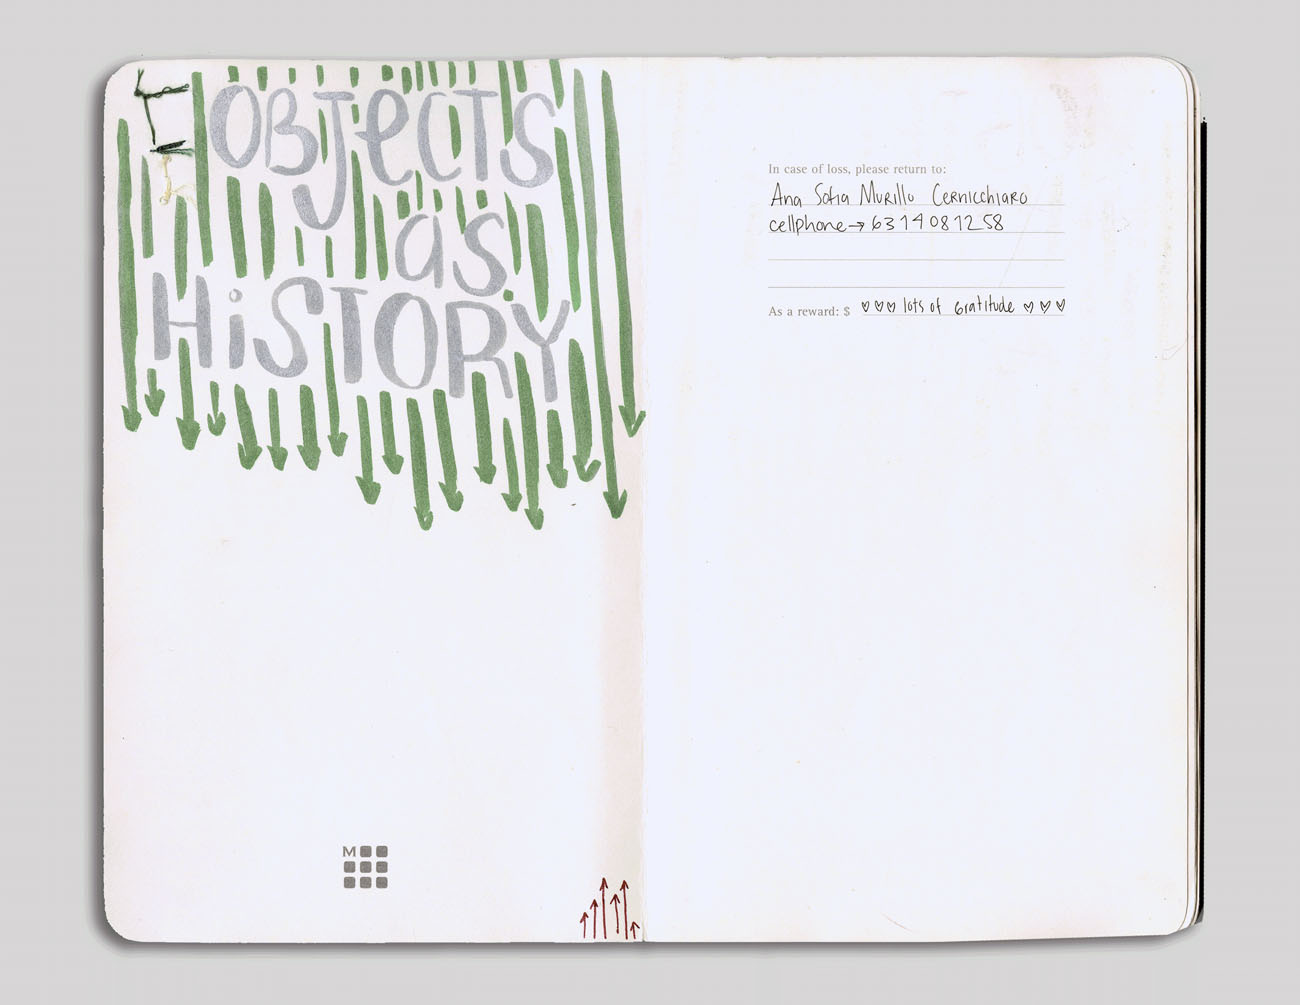 OBJECTS
as
HiSTORY
M
In case of loss, please return to:
Ana Sofia Murillo Cernicchiaro
cellphone→6314081258
As a reward: $ ♡♡♡ lots of Gratitude ♡♡♡